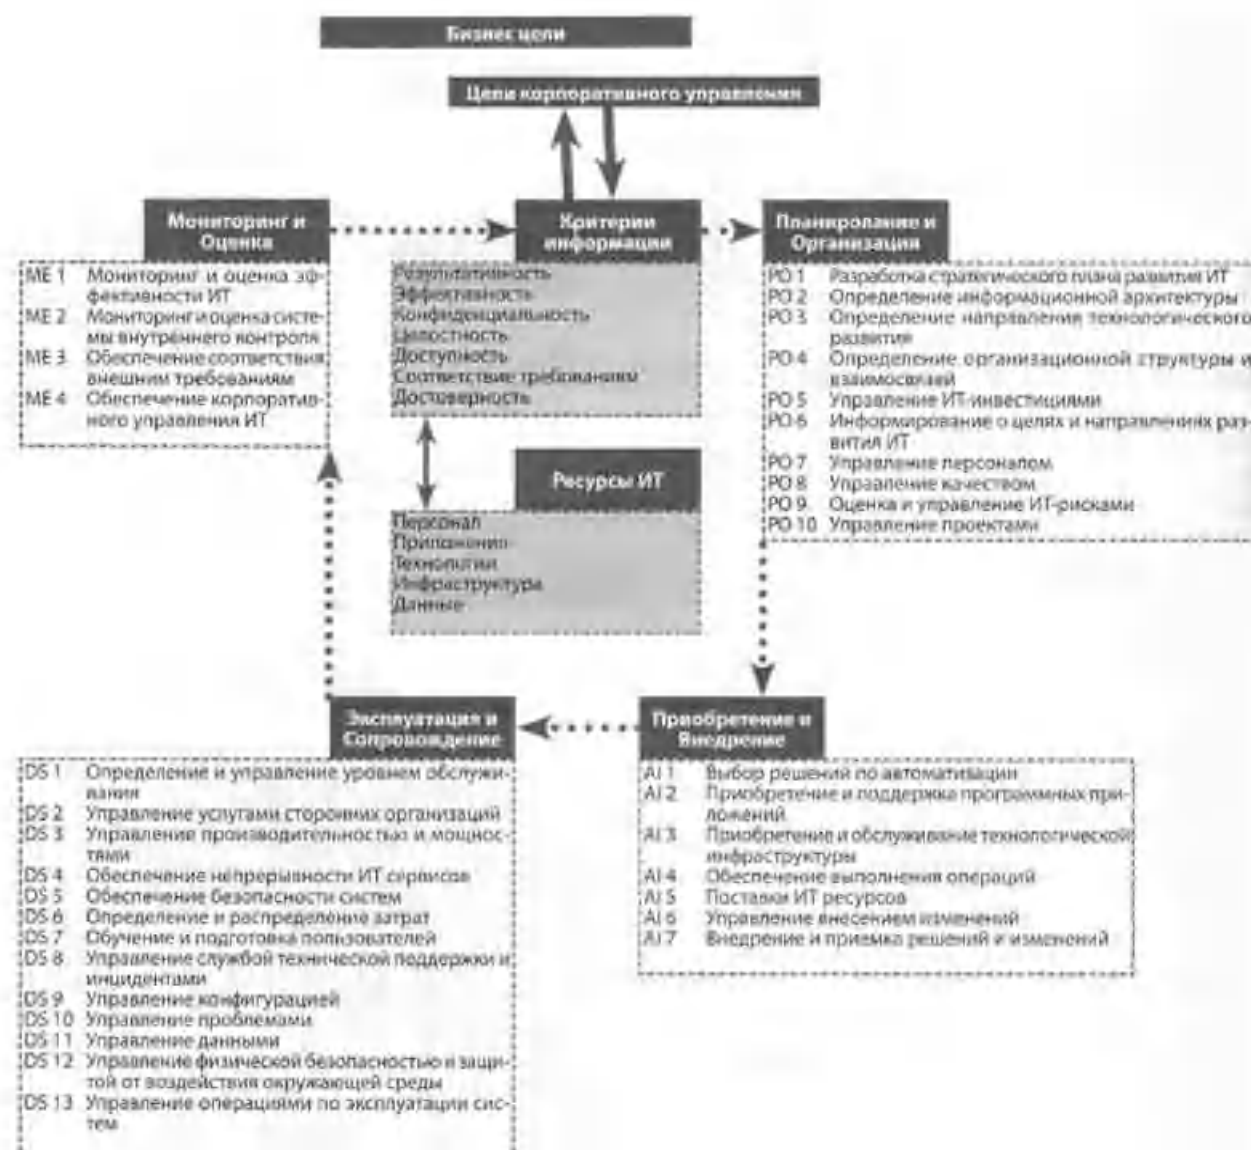 Бизнес цели
Цели корпоративного управления
Мониторинг и
Оценка
ME 1 Мониторинг и оценка эф-
фективности ИТ
ME 2 Мониторинг и оценка систе-
мы внутреннего контроля
ME 3 Обеспечение соответствия
внешним требованиям
ME 4 Обеспечение корпоратив-
ного управления ИТ
Критерии
информации
Результативность
Эффективность
Конфиденциальность
Целостность
Доступность
Соответствие требованиям
Достоверность
Ресурсы ИТ
Персонал
Приложения
Технологии
Инфраструктура
Данные
Планирование и
Организация
PO 1 Разработка стратегического плана развития ИТ
PO 2 Определение информационной архитектуры
PO 3 Определение направления технологического
развития
PO 4 Определение организационной структуры и
взаимосвязей
PO 5 Управление ИТ-инвестициями
PO 6 Информирование о целях и направлениях раз-
вития ИТ
PO 7 Управление персоналом
PO 8 Управление качеством
PO 9 Оценка и управление ИТ-рисками
PO 10 Управление проектами
Эксплуатация и
Сопровождение
DS 1 Определение и управление уровнем обслужи-
вания
DS 2 Управление услугами сторонних организаций
DS 3 Управление производительностью и мощнос-
тями
DS 4 Обеспечение непрерывности ИТ сервисов
DS 5 Обеспечение безопасности систем
DS 6 Определение и распределение затрат
DS 7 Обучение и подготовка пользователей
DS 8 Управление службой технической поддержки и
инцидентами
DS 9 Управление конфигурацией
DS 10 Управление проблемами
DS 11 Управление данными
DS 12 Управление физической безопасностью и защи-
той от воздействия окружающей среды
DS 13 Управление операциями по эксплуатации сис-
тем
Приобретение и
Внедрение
AI 1 Выбор решений по автоматизации
AI 2 Приобретение и поддержка программных при-
ложений
AI 3 Приобретение и обслуживание технологической
инфраструктуры
AI 4 Обеспечение выполнения операций
AI 5 Поставки ИТ ресурсов
AI 6 Управление внесением изменений
AI 7 Внедрение и приемка решений и изменений